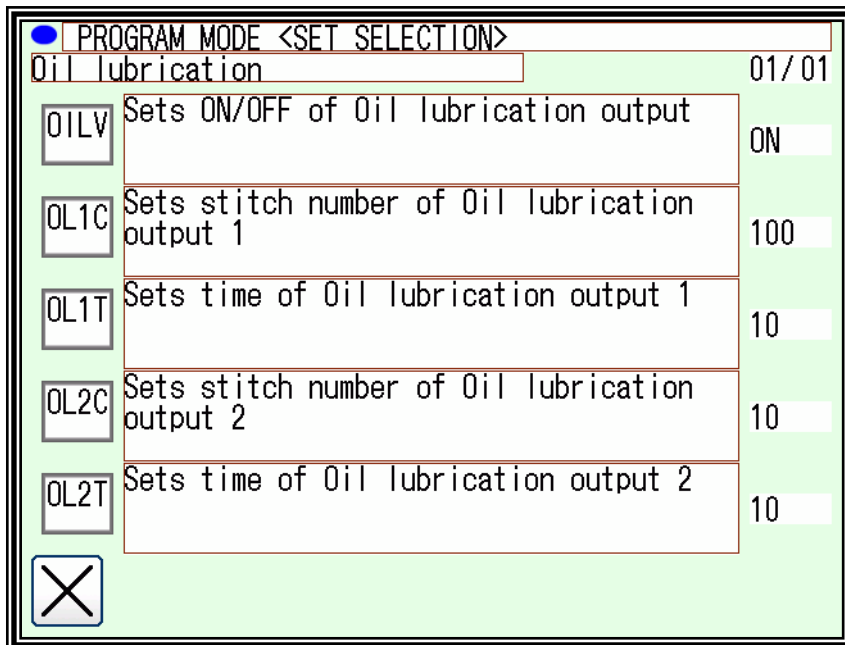 PROGRAM MODE <SET SELECTION>
Oil lubrication 01/01
OILV Sets ON/OFF of Oil lubrication output ON
OL1C Sets stitch number of Oil lubrication
output 1 100
OL1T Sets time of Oil lubrication output 1 10
OL2C Sets stitch number of Oil lubrication
output 2 10
OL2T Sets time of Oil lubrication output 2 10